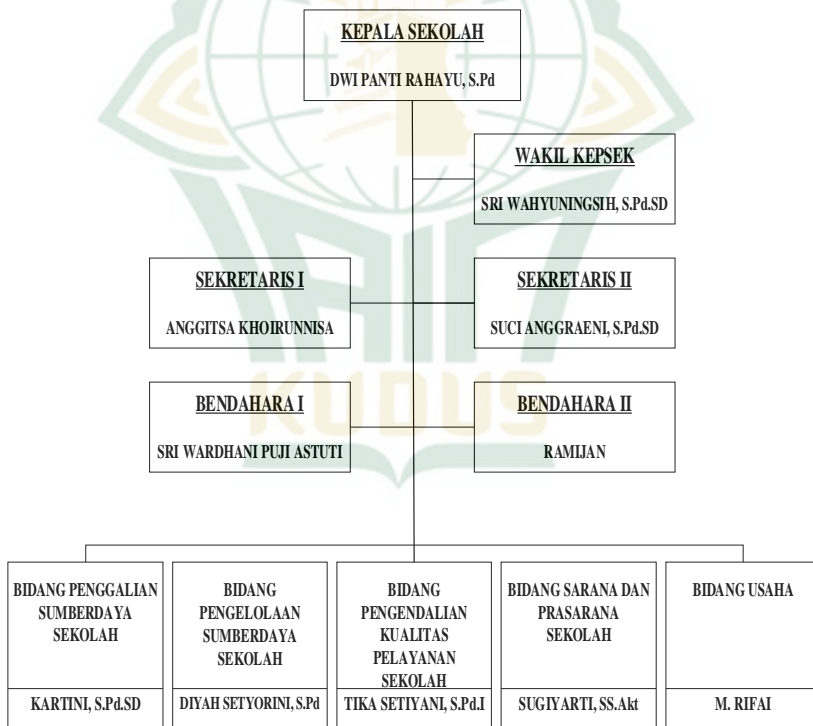 KEPALA SEKOLAH
DWI PANTI RAHAYU, S.Pd
WAKIL KEPSEK
SRI WAHYUNINGSIH, S.Pd.SD
SEKRETARIS I
ANGGITSA KHOIRUNNISA
SEKRETARIS II
SUCI ANGGRAENI, S.Pd.SD
BENDAHARA I
SRI WARDHANI PUJI ASTUTI
BENDAHARA II
RAMIJAN
KUDUS
BIDANG PENGGALIAN
SUMBERDAYA
SEKOLAH
KARTINI, S.Pd.SD
BIDANG
PENGELOLAAN
SUMBERDAYA
SEKOLAH
DIYAH SETYORINI, S.Pd
BIDANG
PENGENDALIAN
KUALITAS
PELAYANAN
SEKOLAH
TIKA SETIYANI, S.Pd.I
BIDANG SARANA DAN
PRASARANA
SEKOLAH
SUGIYARTI, SS.Akt
BIDANG USAHA
M. RIFAI